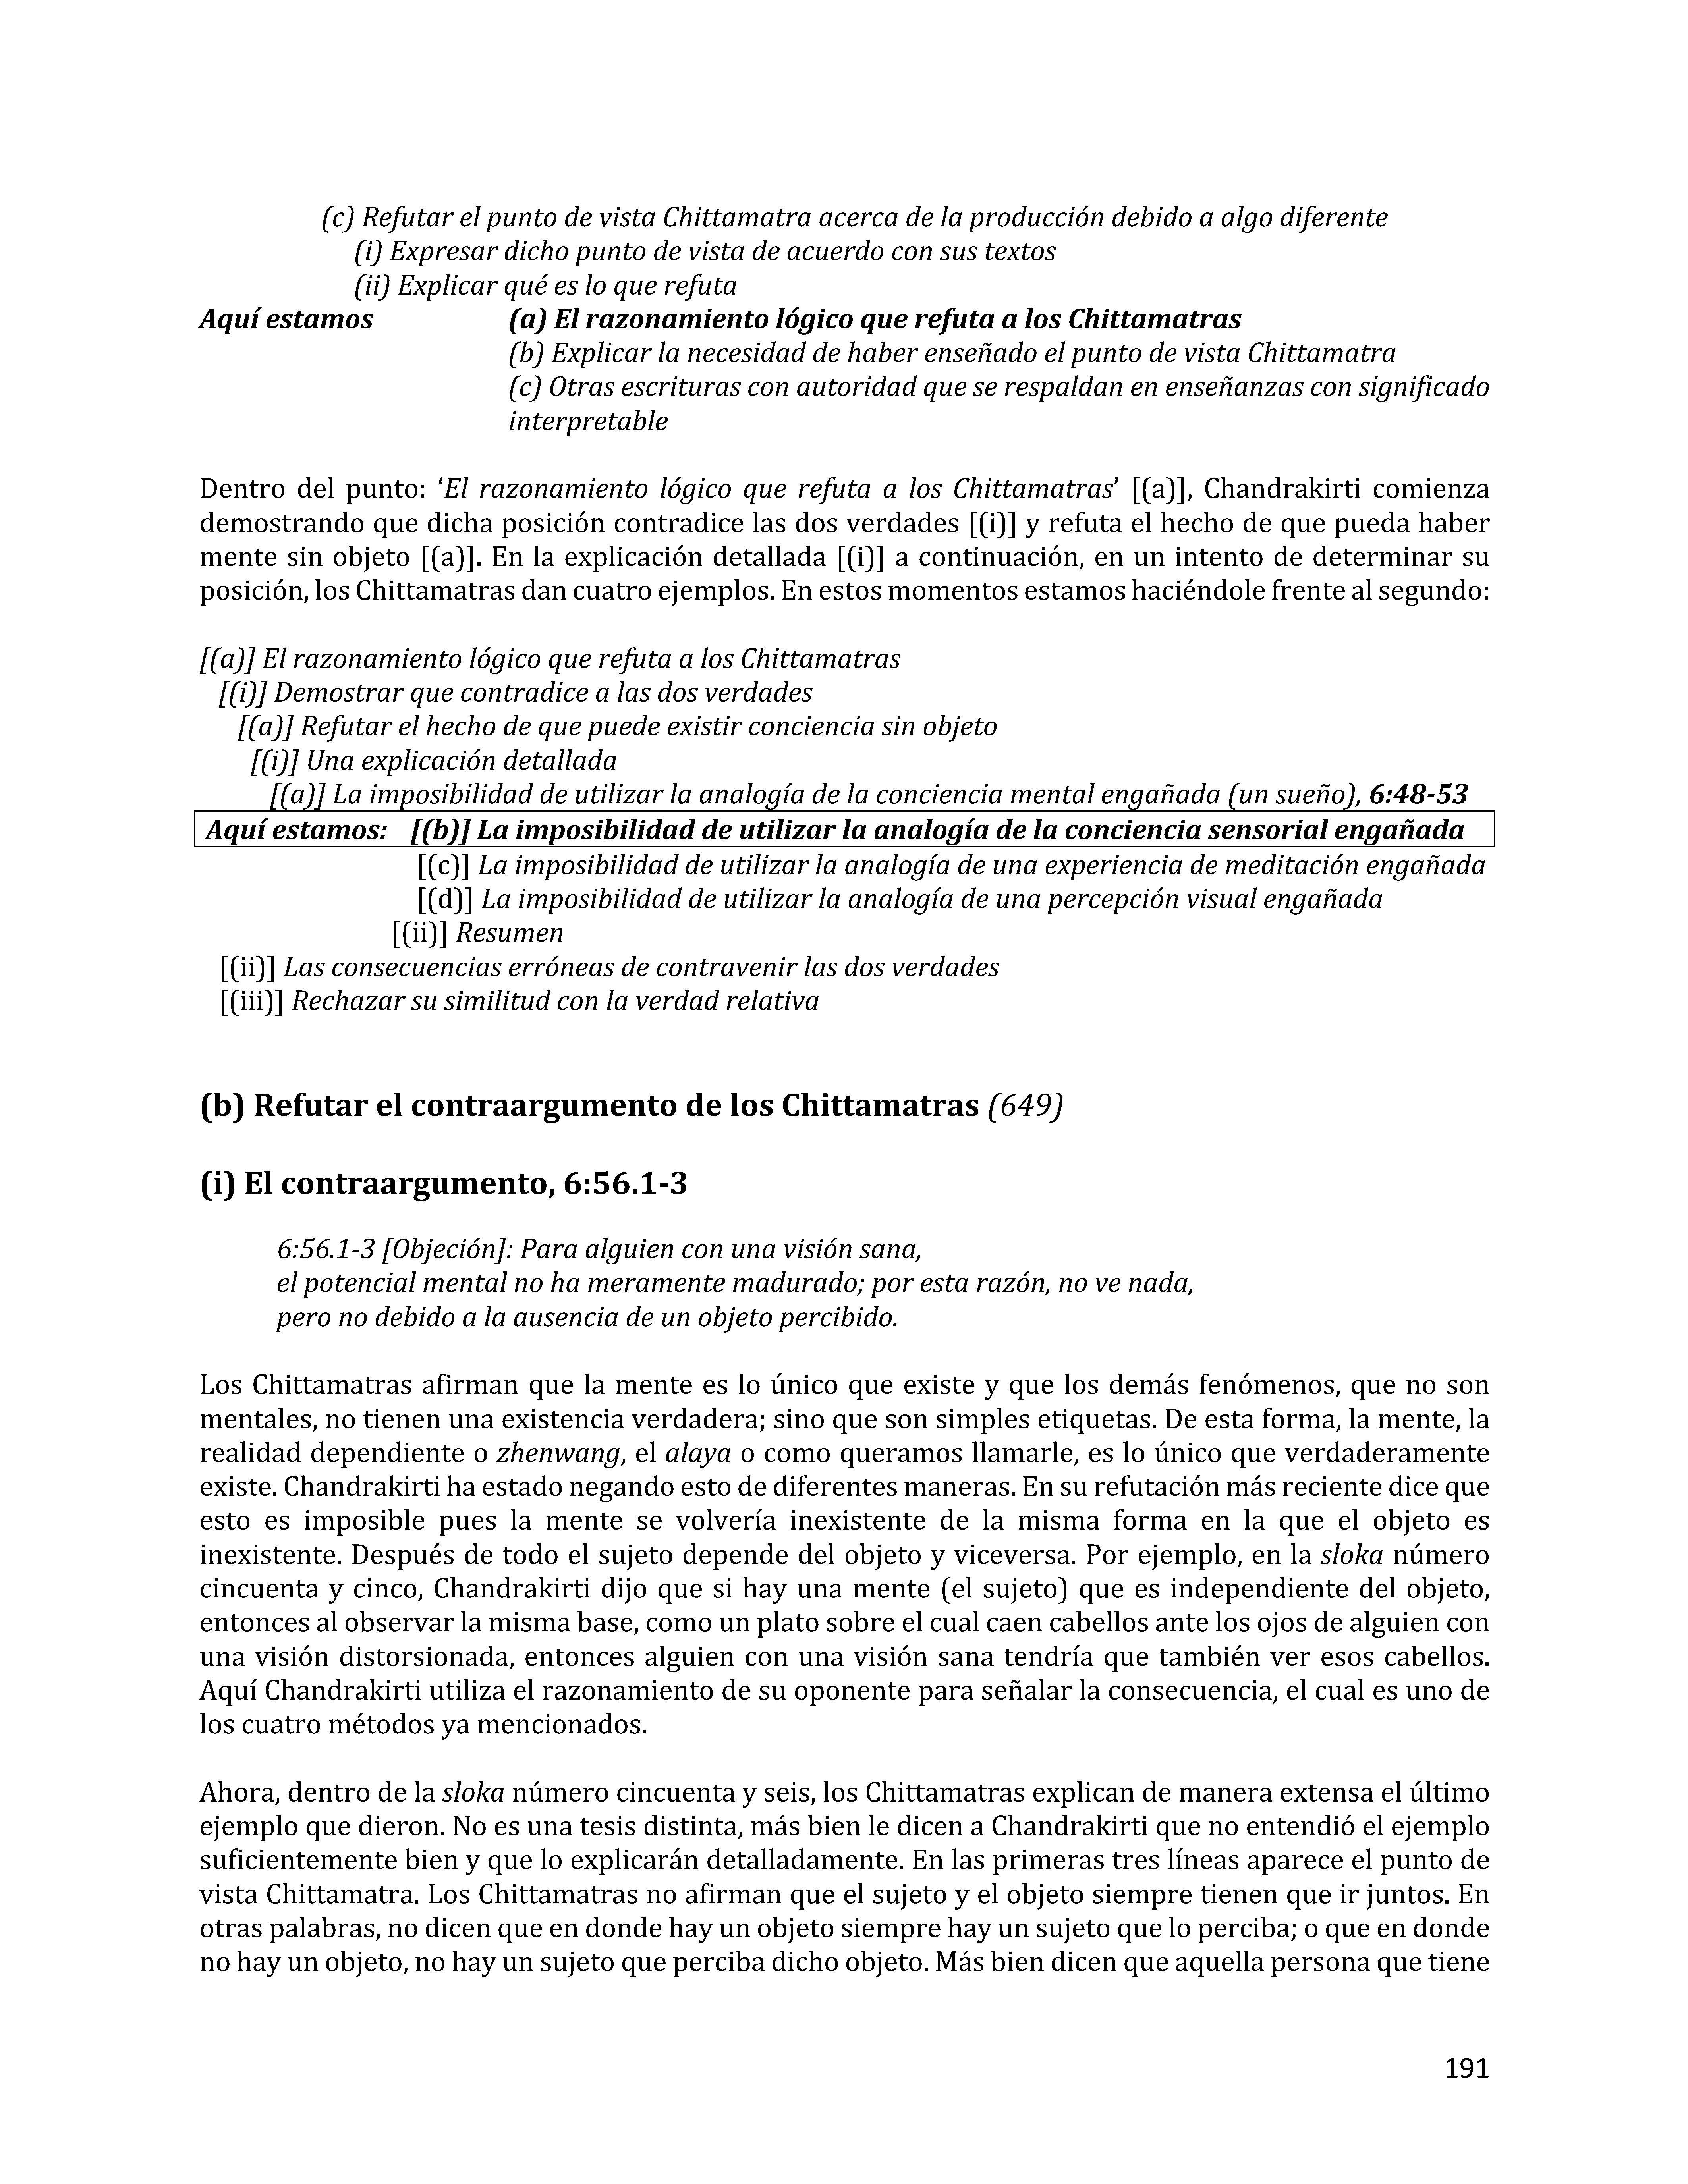 (c) Refutar el punto de vista Chittamatra acerca de la producción debido a algo diferente
(i) Expresar dicho punto de vista de acuerdo con sus textos
(ii) Explicar qué es lo que refuta
Aquí estamos (a) El razonamiento lógico que refuta a los Chittamatras
(b) Explicar la necesidad de haber enseñado el punto de vista Chittamatra
(c) Otras escrituras con autoridad que se respaldan en enseñanzas con significado
interpretable
Dentro del punto: ‘El razonamiento lógico que refuta a los Chittamatras’ [(a)], Chandrakirti comienza
demostrando que dicha posición contradice las dos verdades [(i)] y refuta el hecho de que pueda haber
mente sin objeto [(a)]. En la explicación detallada [(i)] a continuación, en un intento de determinar su
posición, los Chittamatras dan cuatro ejemplos. En estos momentos estamos haciéndole frente al segundo:
[(a)] El razonamiento lógico que refuta a los Chittamatras
[(i)] Demostrar que contradice a las dos verdades
[(a)] Refutar el hecho de que puede existir conciencia sin objeto
[(i)] Una explicación detallada
[(a)] La imposibilidad de utilizar la analogía de la conciencia mental engañada (un sueño), 6:48-53
Aquí estamos: [(b)] La imposibilidad de utilizar la analogía de la conciencia sensorial engañada
[(c)] La imposibilidad de utilizar la analogía de una experiencia de meditación engañada
[(d)] La imposibilidad de utilizar la analogía de una percepción visual engañada
[(ii)] Resumen
[(ii)] Las consecuencias erróneas de contravenir las dos verdades
[(iii)] Rechazar su similitud con la verdad relativa
(b) Refutar el contraargumento de los Chittamatras (649)
(i) El contraargumento, 6:56.1-3
6:56.1-3 [Objeción]: Para alguien con una visión sana,
el potencial mental no ha meramente madurado; por esta razón, no ve nada,
pero no debido a la ausencia de un objeto percibido.
Los Chittamatras afirman que la mente es lo único que existe y que los demás fenómenos, que no son
mentales, no tienen una existencia verdadera; sino que son simples etiquetas. De esta forma, la mente, la
realidad dependiente o zhenwang, el alaya o como queramos llamarle, es lo único que verdaderamente
existe. Chandrakirti ha estado negando esto de diferentes maneras. En su refutación más reciente dice que
esto es imposible pues la mente se volvería inexistente de la misma forma en la que el objeto es
inexistente. Después de todo el sujeto depende del objeto y viceversa. Por ejemplo, en la sloka número
cincuenta y cinco, Chandrakirti dijo que si hay una mente (el sujeto) que es independiente del objeto,
entonces al observar la misma base, como un plato sobre el cual caen cabellos ante los ojos de alguien con
una visión distorsionada, entonces alguien con una visión sana tendría que también ver esos cabellos.
Aquí Chandrakirti utiliza el razonamiento de su oponente para señalar la consecuencia, el cual es uno de
los cuatro métodos ya mencionados.
Ahora, dentro de la sloka número cincuenta y seis, los Chittamatras explican de manera extensa el último
ejemplo que dieron. No es una tesis distinta, más bien le dicen a Chandrakirti que no entendió el ejemplo
suficientemente bien y que lo explicarán detalladamente. En las primeras tres líneas aparece el punto de
vista Chittamatra. Los Chittamatras no afirman que el sujeto y el objeto siempre tienen que ir juntos. En
otras palabras, no dicen que en donde hay un objeto siempre hay un sujeto que lo perciba; o que en donde
no hay un objeto, no hay un sujeto que perciba dicho objeto. Más bien dicen que aquella persona que tiene
191